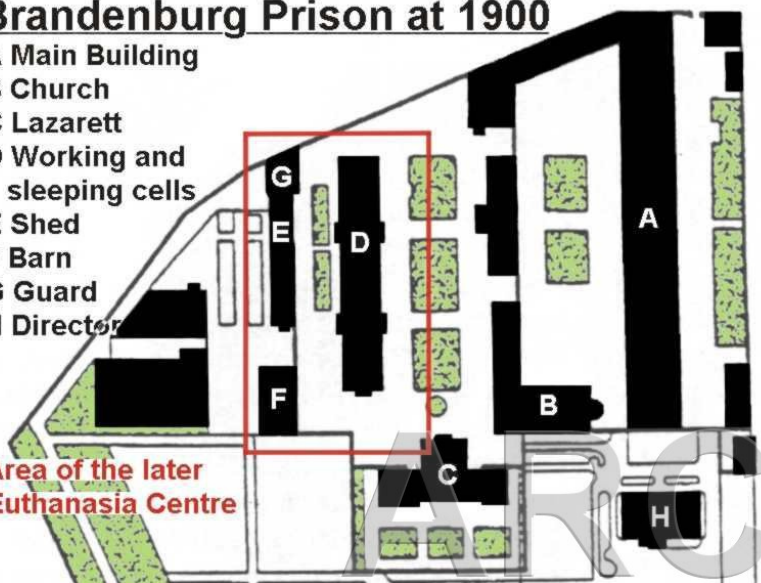 Brandenburg Prison at 1900
A Main Building
B Church
C Lazarett
D Working and
sleeping cells
E Shed
F Barn
G Guard
H Director
Area of the later
Euthanasia Centre
G
E
D
A
F
B
C
H
ARC